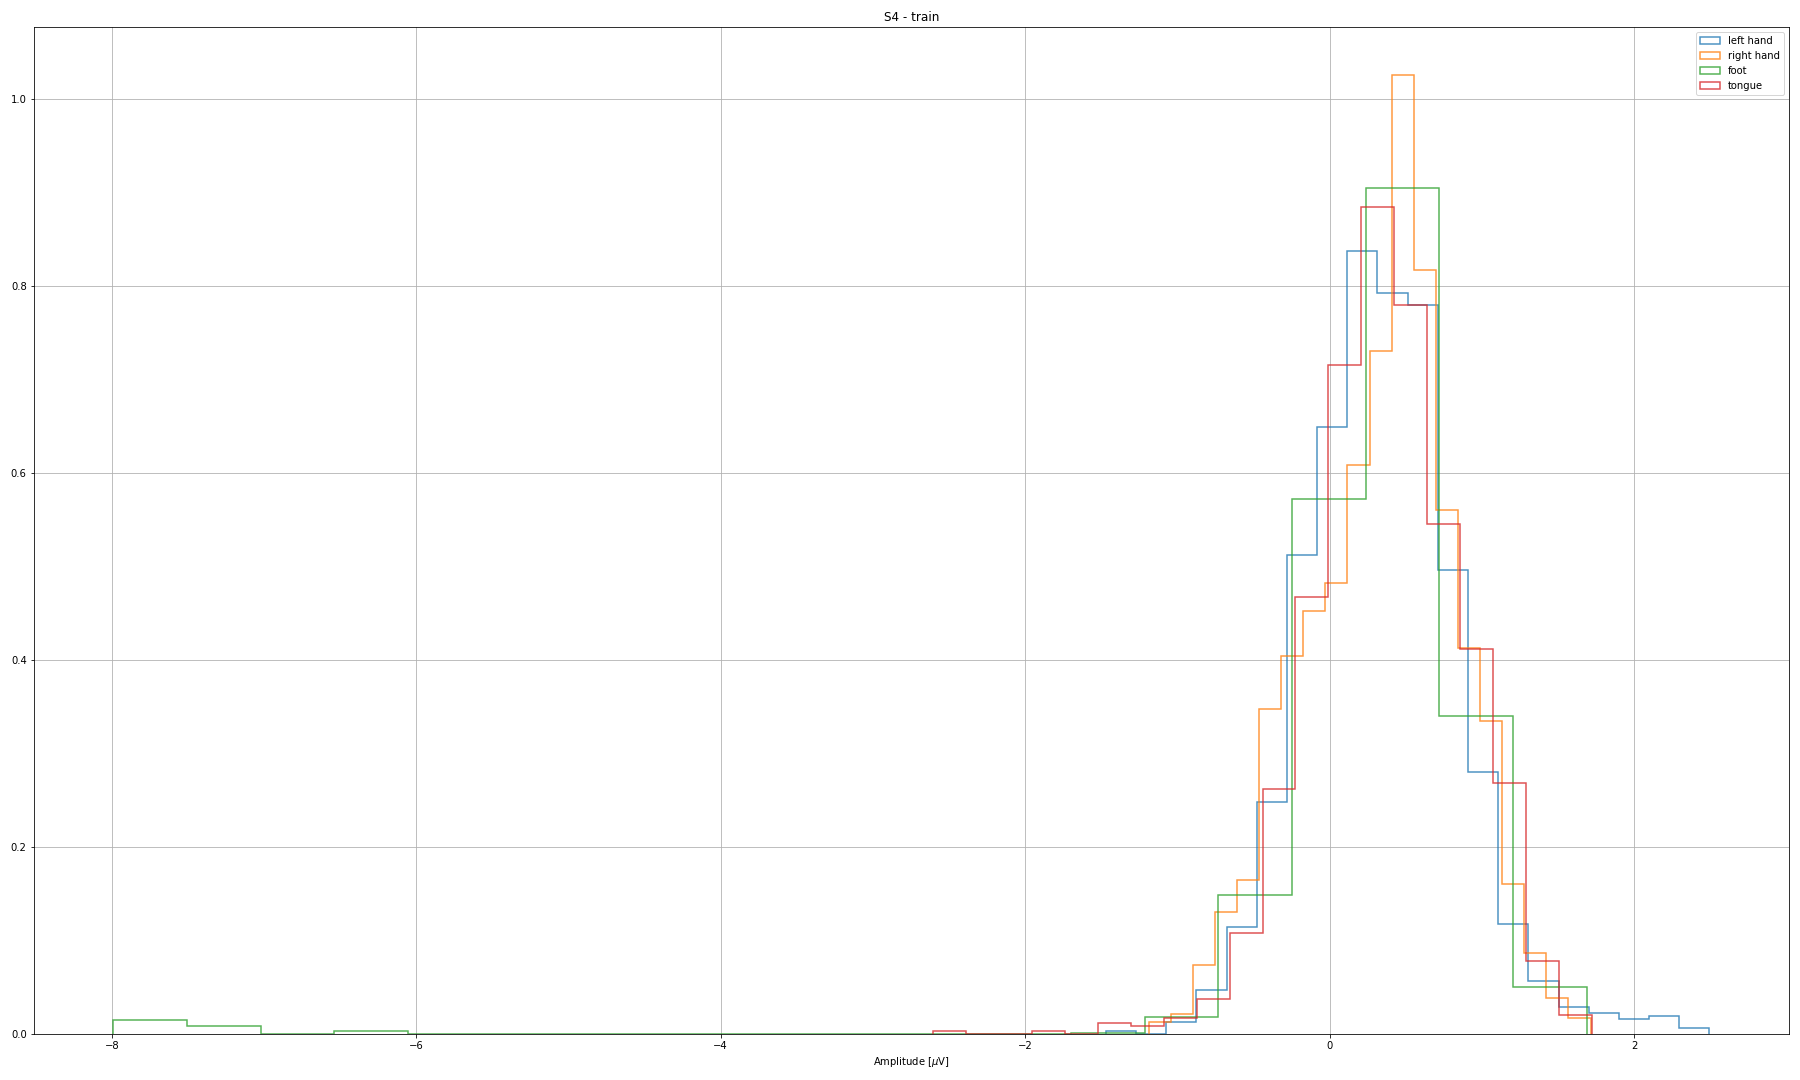 S4 - train
left hand
right hand
foot
tongue
1.0
0.8
0.6
0.4
0.2
0.0
−8 −6 −4 −2 0 2
Amplitude [μV]